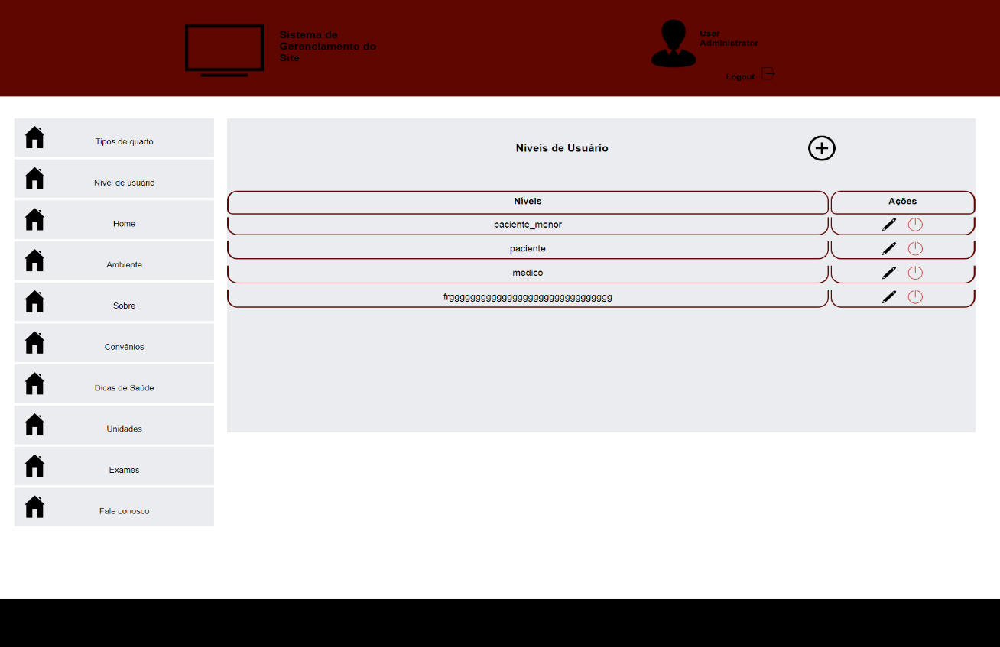 Sistema de
Gerenciamento do
Site
User
Administrator
Logout
Tipos de quarto
Nível de usuário
Home
Ambiente
Sobre
Convênios
Dicas de Saúde
Unidades
Exames
Fale conosco
Níveis de Usuário
Níveis
Ações
paciente_menor
paciente
medico
frggggggggggggggggggggggggggggggg